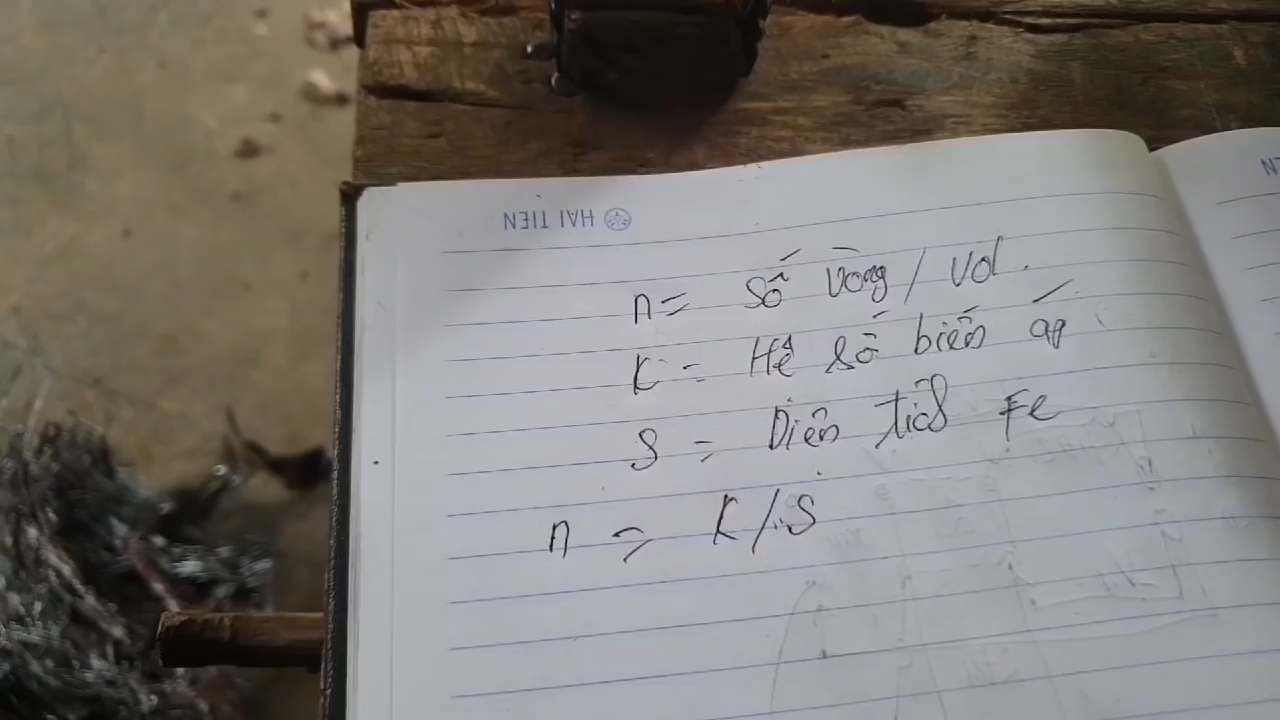 HAI TIEN
n = Số vòng / Vol.
K = Hệ số biến áp
S = Diện tích Fe
n = K/S